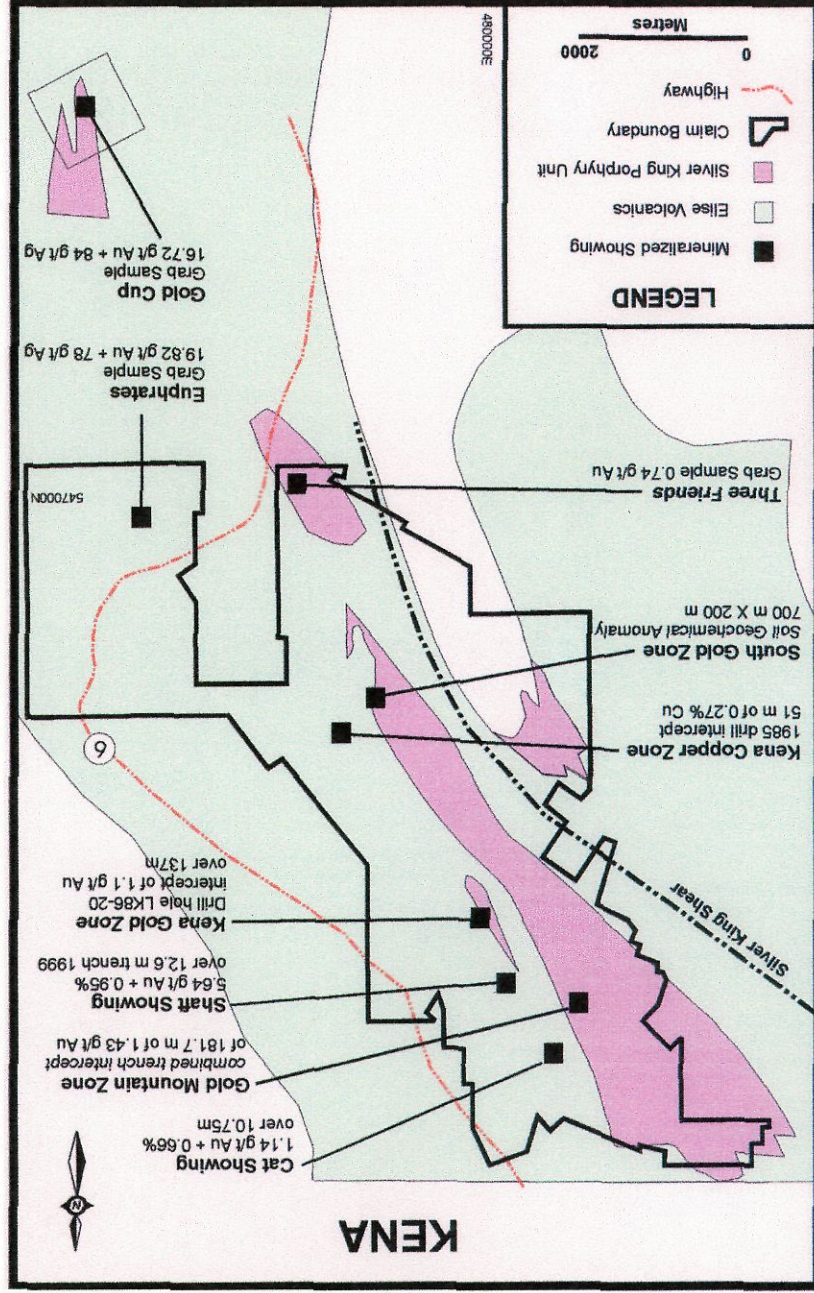 KENA
N
Cat Showing
1.14 g/t Au + 0.66%
over 10.75m
Gold Mountain Zone
combined trench intercept
of 181.7 m of 1.43 g/t Au
Shaft Showing
5.64 g/t Au + 0.95%
over 12.6 m trench 1999
Kena Gold Zone
Drill hole LK86-20
intercept of 1.1 g/t Au
over 137m
6
Silver King Shear
Kena Copper Zone
1985 drill intercept
51 m of 0.27% Cu
South Gold Zone
Soil Geochemical Anomaly
700 m X 200 m
547000N
Three Friends
Grab Sample 0.74 g/t Au
Euphrates
Grab Sample
19.82 g/t Au + 78 g/t Ag
Gold Cup
Grab Sample
16.72 g/t Au + 84 g/t Ag
LEGEND
Mineralized Showing
Elise Volcanics
Silver King Porphyry Unit
Claim Boundary
Highway
0 2000
Metres
480000E